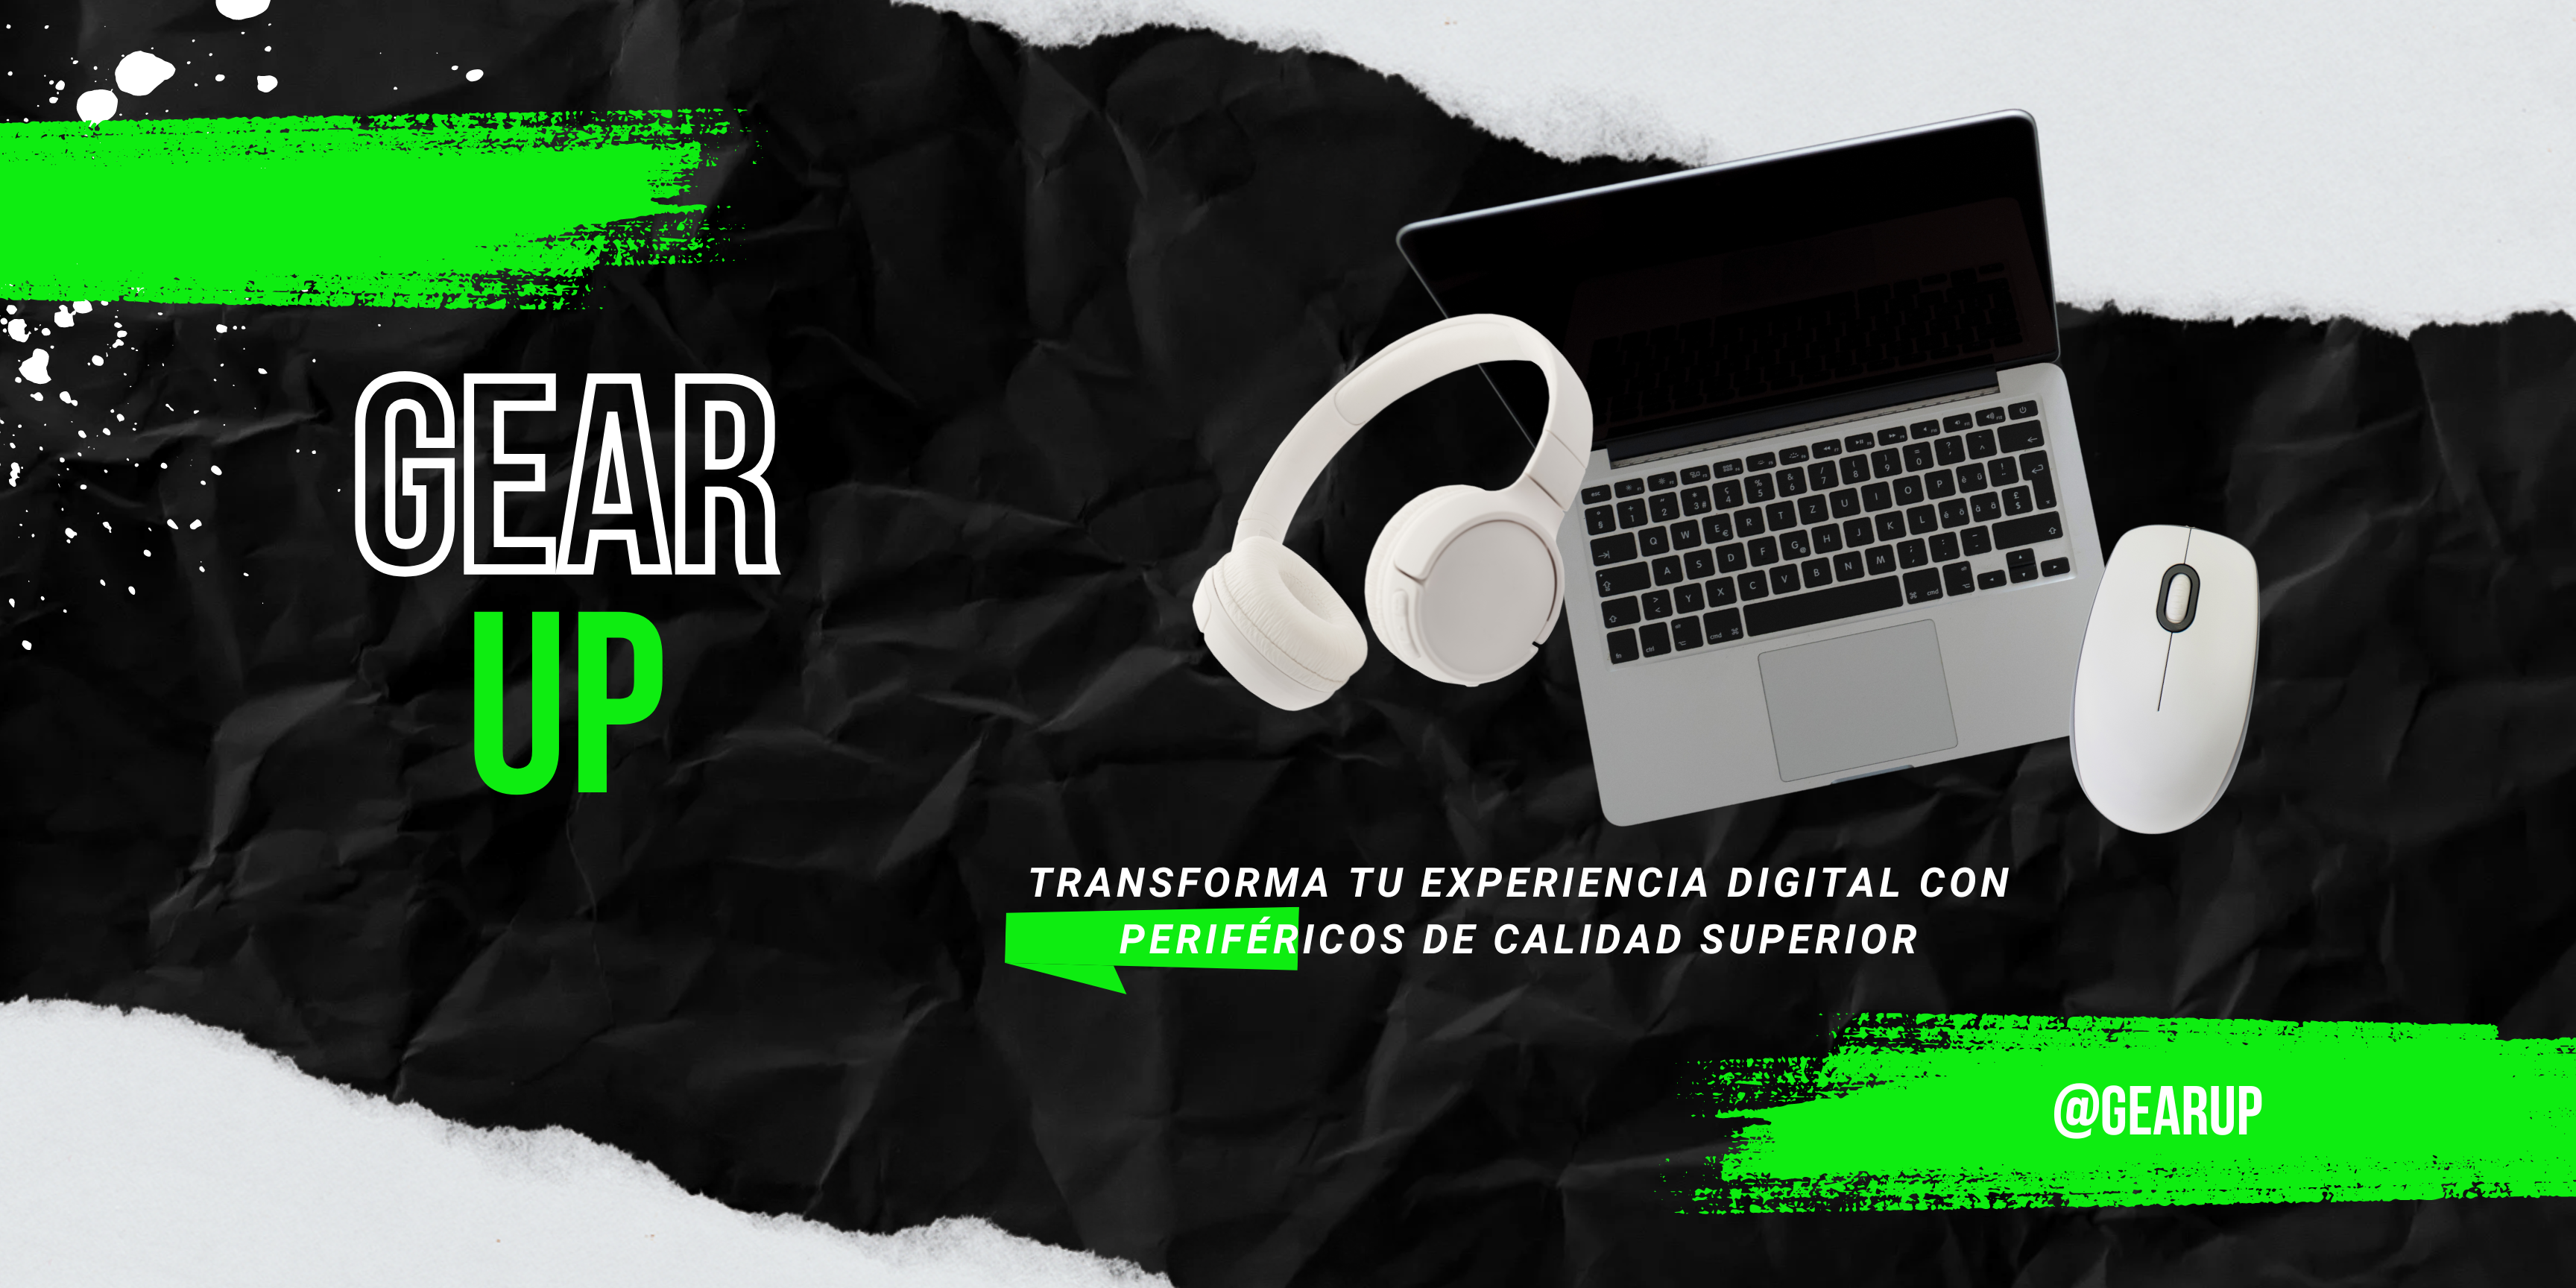 GEAR
UP
TRANSFORMA TU EXPERIENCIA DIGITAL CON
PERIFÉRICOS DE CALIDAD SUPERIOR
@GEARUP